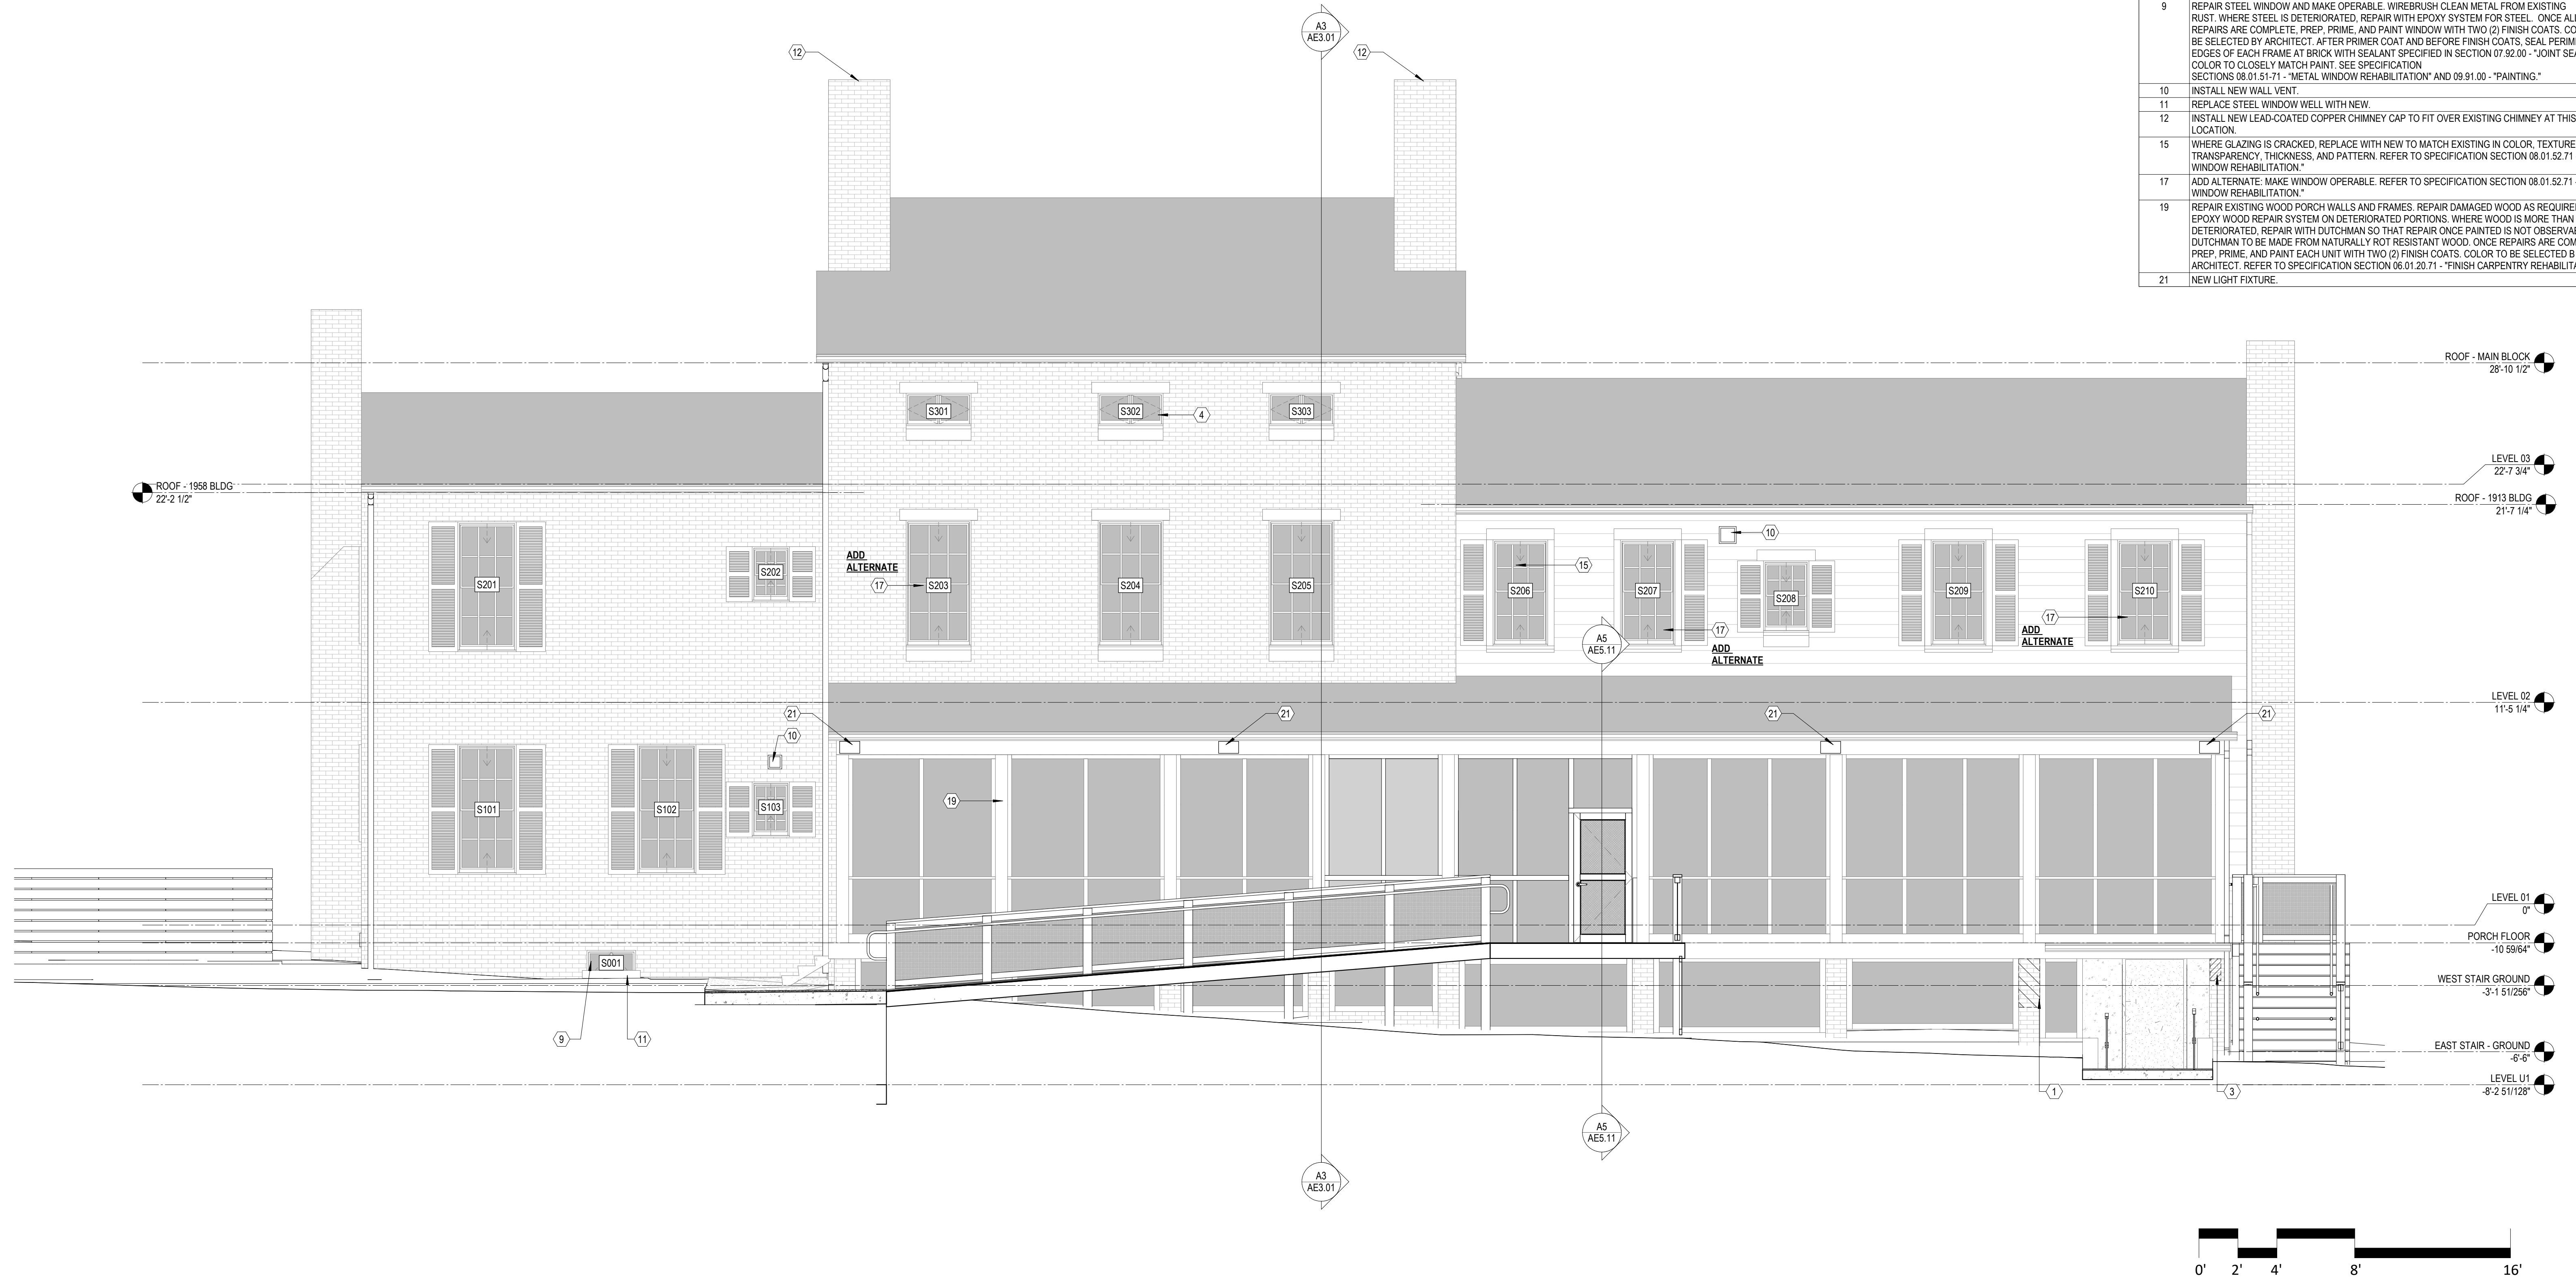 9 REPAIR STEEL WINDOW AND MAKE OPERABLE. WIREBRUSH CLEAN METAL FROM EXISTING
RUST. WHERE STEEL IS DETERIORATED, REPAIR WITH EPOXY SYSTEM FOR STEEL. ONCE
REPAIRS ARE COMPLETE, PREP, PRIME, AND PAINT WINDOW WITH TWO (2) FINISH COATS.
BE SELECTED BY ARCHITECT. AFTER PRIMER COAT AND BEFORE FINISH COATS, SEAL
EDGES OF EACH FRAME AT BRICK WITH SEALANT SPECIFIED IN SECTION 07.92.00 - "JOINT
COLOR TO CLOSELY MATCH PAINT. SEE SPECIFICATION
SECTIONS 08.01.51-71 - "METAL WINDOW REHABILITATION" AND 09.91.00 - "PAINTING."
10 INSTALL NEW WALL VENT.
11 REPLACE STEEL WINDOW WELL WITH NEW.
12 INSTALL NEW LEAD-COATED COPPER CHIMNEY CAP TO FIT OVER EXISTING CHIMNEY AT THIS
LOCATION.
15 WHERE GLAZING IS CRACKED, REPLACE WITH NEW TO MATCH EXISTING IN COLOR, TEXTURE
TRANSPARENCY, THICKNESS, AND PATTERN. REFER TO SPECIFICATION SECTION 08.01.52.71
WINDOW REHABILITATION."
17 ADD ALTERNATE: MAKE WINDOW OPERABLE. REFER TO SPECIFICATION SECTION 08.01.52.71 -
WINDOW REHABILITATION."
19 REPAIR EXISTING WOOD PORCH WALLS AND FRAMES. REPAIR DAMAGED WOOD AS
EPOXY WOOD REPAIR SYSTEM ON DETERIORATED PORTIONS. WHERE WOOD IS MORE THAN
DETERIORATED, REPAIR WITH DUTCHMAN SO THAT REPAIR ONCE PAINTED IS NOT
DUTCHMAN TO BE MADE FROM NATURALLY ROT RESISTANT WOOD. ONCE REPAIRS ARE
PREP, PRIME, AND PAINT EACH UNIT WITH TWO (2) FINISH COATS. COLOR TO BE SELECTED
ARCHITECT. REFER TO SPECIFICATION SECTION 06.01.20.71 - "FINISH CARPENTRY
21 NEW LIGHT FIXTURE.
A3
AE3.01
12
12
ROOF - MAIN BLOCK
28'-10 1/2"
S301
S302
S303
4
LEVEL 03
22'-7 3/4"
ROOF - 1958 BLDG
22'-2 1/2"
ROOF - 1913 BLDG
21'-7 1/4"
10
ADD
ALTERNATE
17
15
S201
S202
S203
S204
S205
S206
S207
S208
S209
S210
17
ADD
ALTERNATE
17
ADD
ALTERNATE
A5
AE5.11
LEVEL 02
11'-5 1/4"
21
21
21
21
10
S101
S102
S103
19
LEVEL 01
0"
PORCH FLOOR
-10 59/64"
S001
WEST STAIR GROUND
-3'-1 51/256"
9
11
EAST STAIR - GROUND
-6'-6"
LEVEL U1
-8'-2 51/128"
1
3
A5
AE5.11
A3
AE3.01
0' 2' 4' 8' 16'